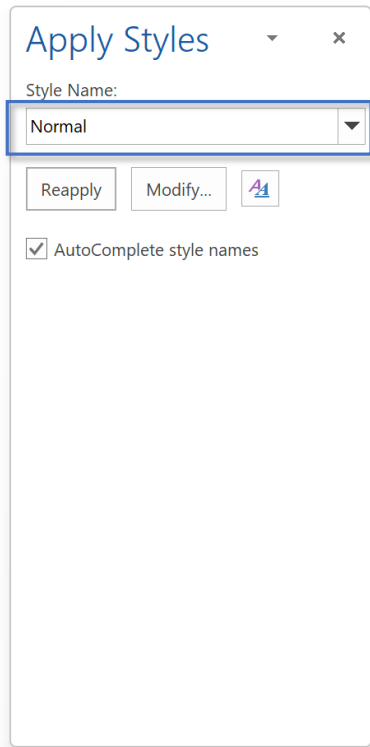 Apply Styles
Style Name:
Normal
Reapply Modify...
AutoComplete style names